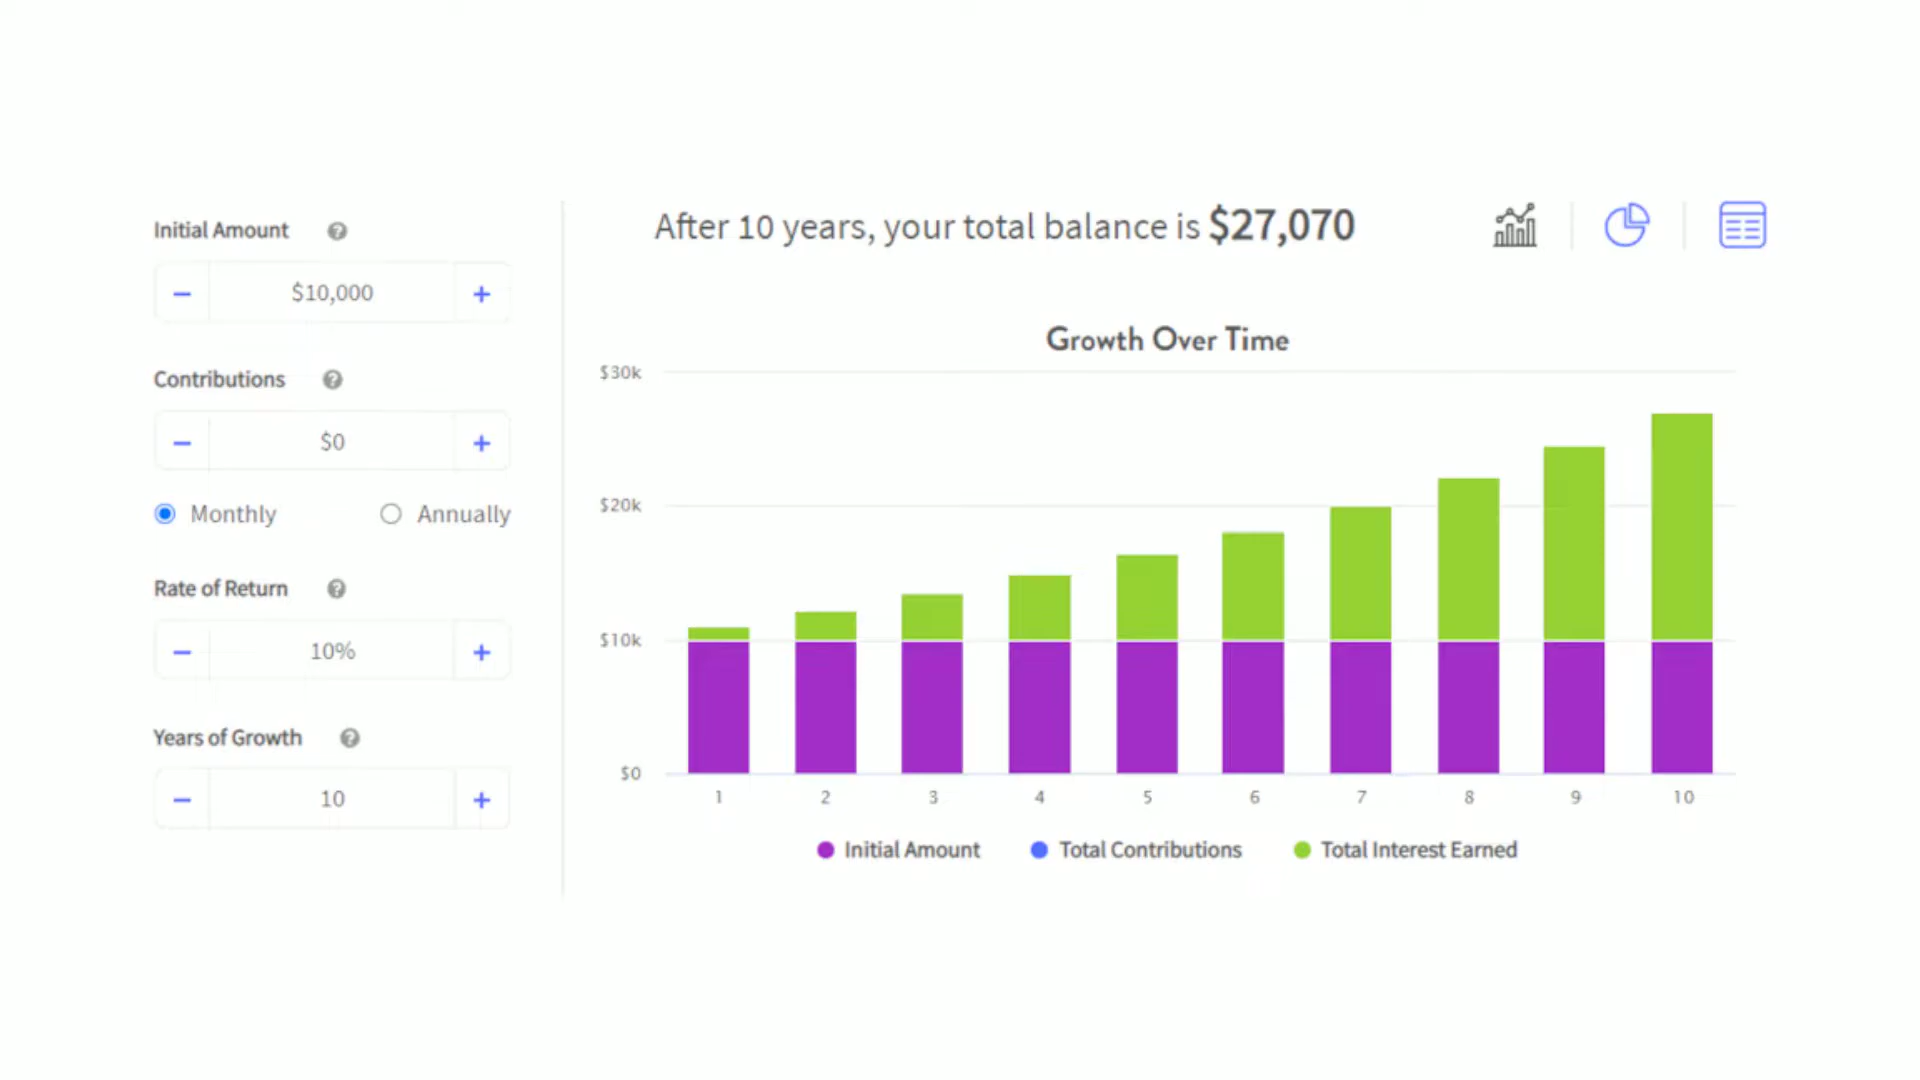 Initial Amount
$10,000
Contributions
$0
Monthly
Annually
Rate of Return
10%
Years of Growth
10
After 10 years, your total balance is $27,070
Growth Over Time
$30k
$20k
$10k
$0
1 2 3 4 5 6 7 8 9 10
Initial Amount Total Contributions Total Interest Earned